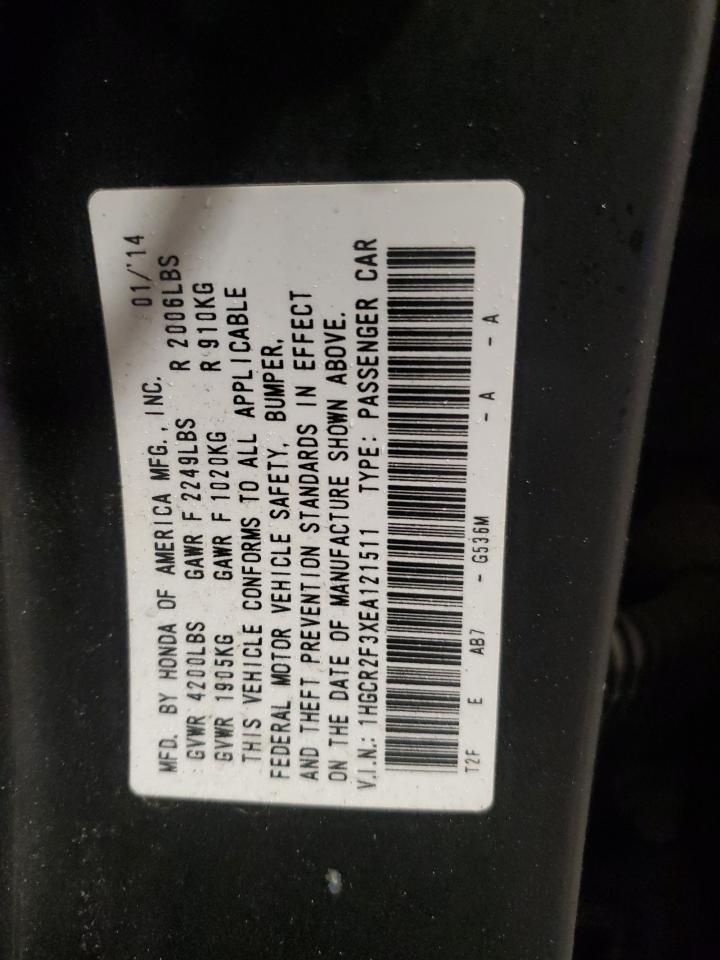 MFD. BY HONDA OF AMERICA MFG., INC. 01/'14
GVWR 4200LBS GAWR F 2249LBS R 2006LBS
GVWR 1905KG GAWR F 1020KG R 910KG
THIS VEHICLE CONFORMS TO ALL APPLICABLE
FEDERAL MOTOR VEHICLE SAFETY, BUMPER,
AND THEFT PREVENTION STANDARDS IN EFFECT
ON THE DATE OF MANUFACTURE SHOWN ABOVE.
V.I.N.: 1HGCR2F3XEA121511 TYPE: PASSENGER CAR
T2F E AB7 - G536M - A - A